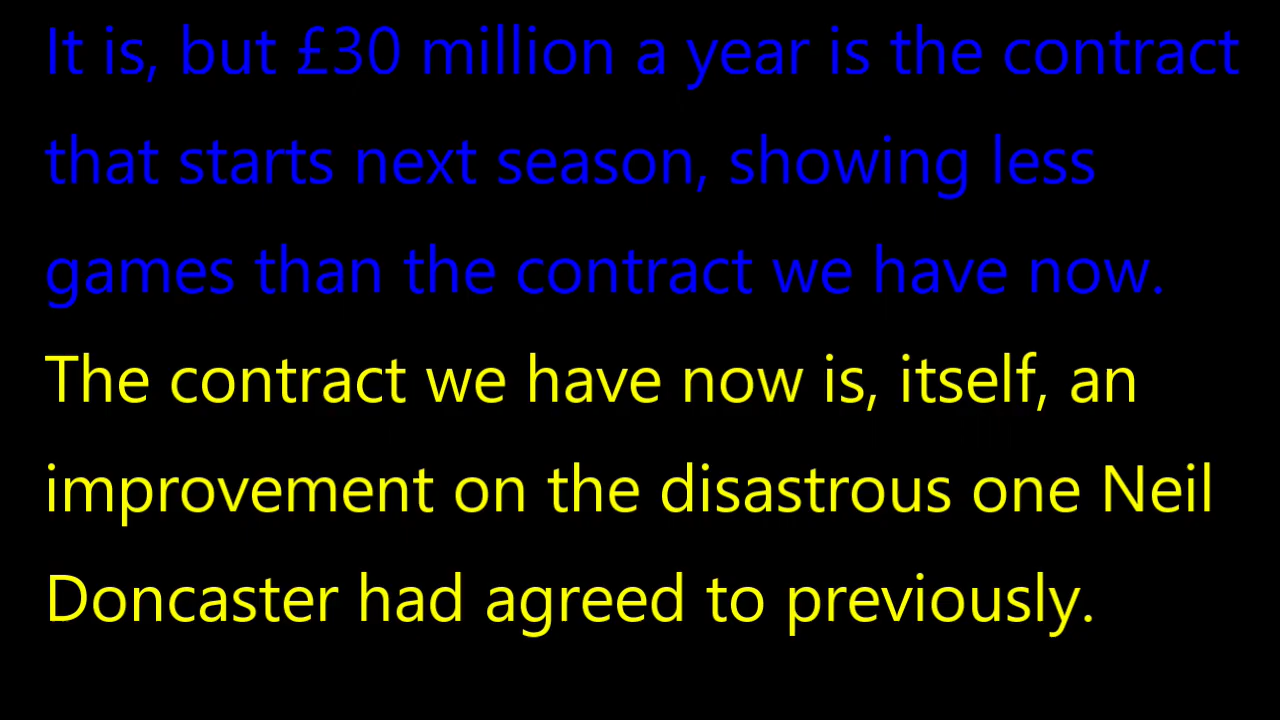 It is, but £30 million a year is the contract
that starts next season, showing less
games than the contract we have now.
The contract we have now is, itself, an
improvement on the disastrous one Neil
Doncaster had agreed to previously.